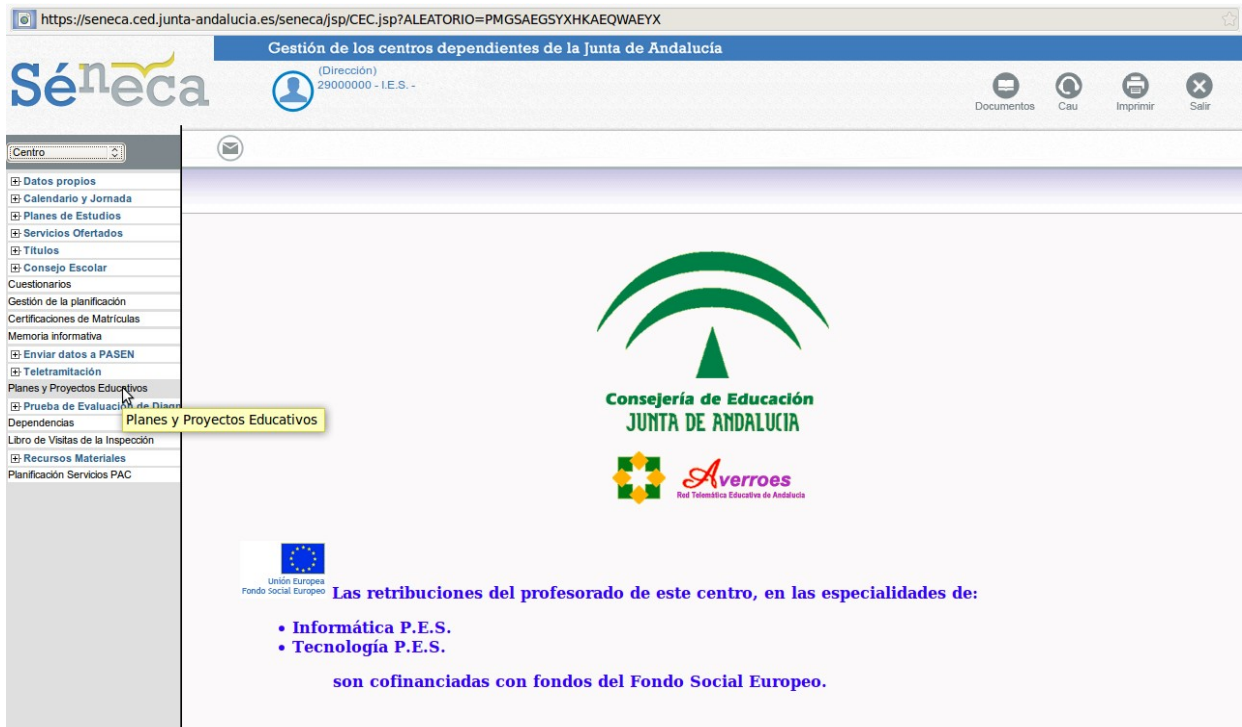 https://seneca.ced.junta-andalucia.es/seneca/jsp/CEC.jsp?ALEATORIO=PMGSAEGSYXHKAEQWAEYX
Séneca
Gestión de los centros dependientes de la Junta de Andalucía
(Dirección)
29000000 - I.E.S. -
Documentos
Cau
Imprimir
Salir
Centro
Datos propios
Calendario y Jornada
Planes de Estudios
Servicios Ofertados
Títulos
Consejo Escolar
Cuestionarios
Gestión de la planificación
Certificaciones de Matrículas
Memoria informativa
Enviar datos a PASEN
Teletramitación
Planes y Proyectos Educativos
Prueba de Evaluación de Diagn
Planes y Proyectos Educativos
Dependencias
Libro de Visitas de la Inspección
Recursos Materiales
Planificación Servicios PAC
Consejería de Educación
JUNTA DE ANDALUCIA
Averroes
Red Telemática Educativa de Andalucía
Unión Europea
Fondo Social Europeo
Las retribuciones del profesorado de este centro, en las especialidades de:
• Informática P.E.S.
• Tecnología P.E.S.
son cofinanciadas con fondos del Fondo Social Europeo.